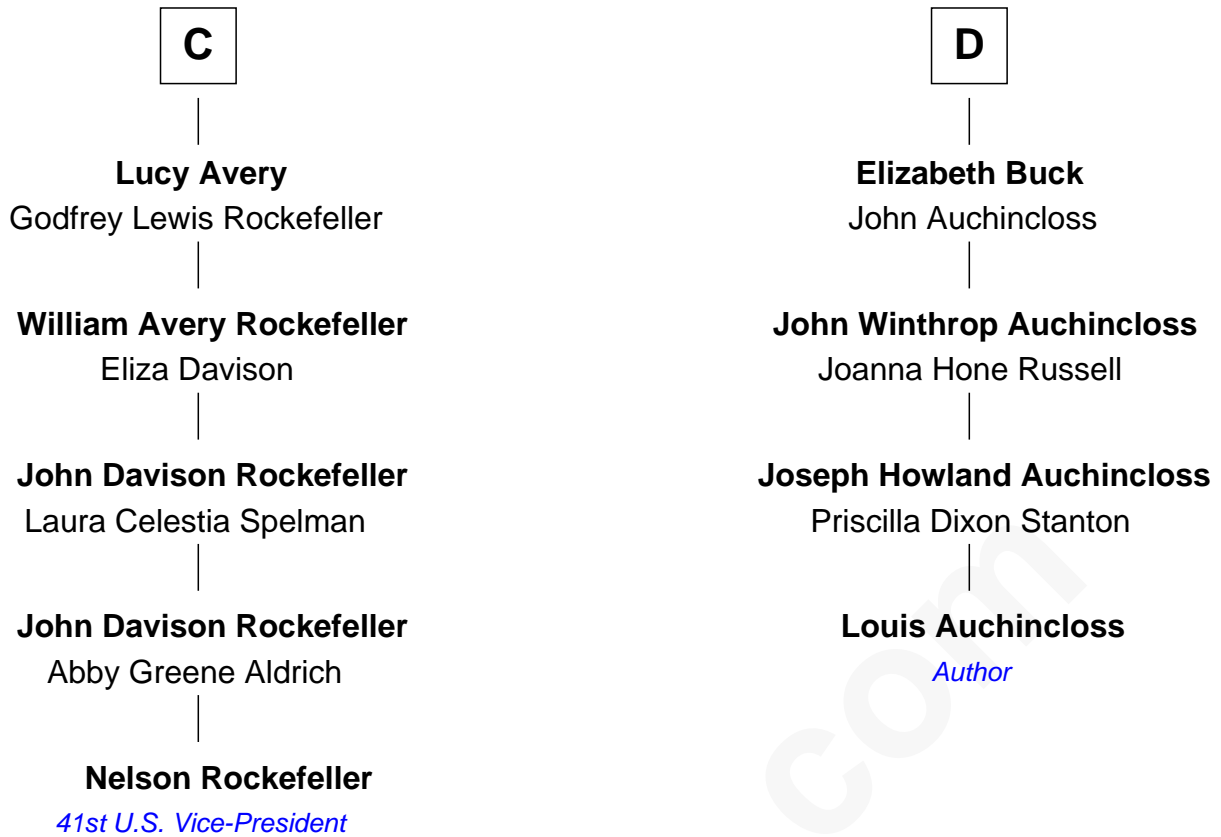 C
Lucy Avery
Godfrey Lewis Rockefeller
William Avery Rockefeller
Eliza Davison
John Davison Rockefeller
Laura Celestia Spelman
John Davison Rockefeller
Abby Greene Aldrich
Nelson Rockefeller
41st U.S. Vice-President
D
Elizabeth Buck
John Auchincloss
John Winthrop Auchincloss
Joanna Hone Russell
Joseph Howland Auchincloss
Priscilla Dixon Stanton
Louis Auchincloss
Author
com